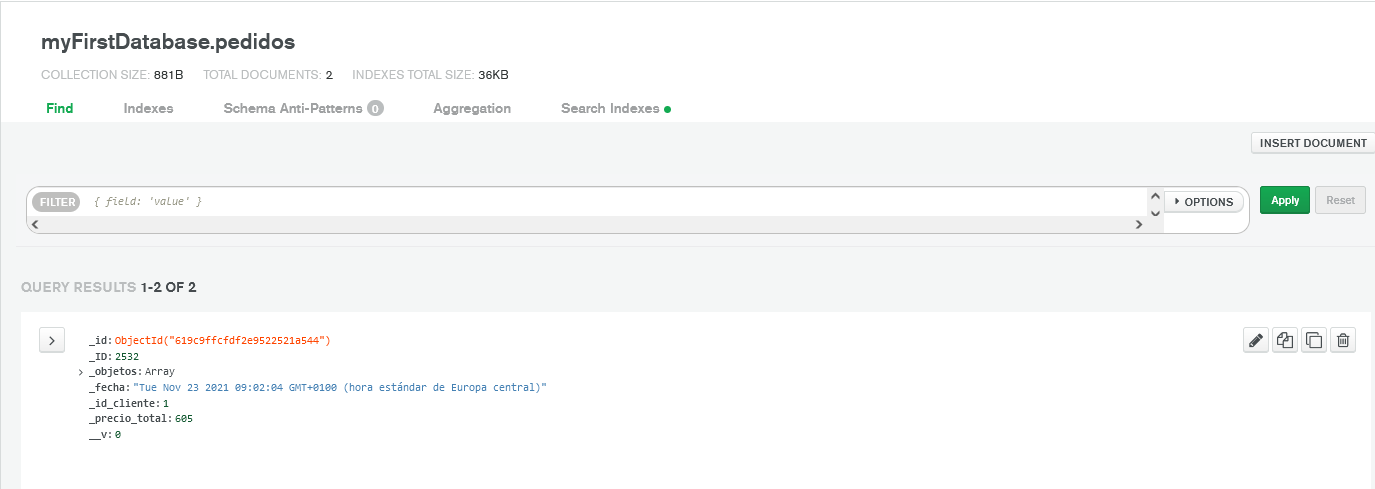 myFirstDatabase.pedidos
COLLECTION SIZE: 881B TOTAL DOCUMENTS: 2 INDEXES TOTAL SIZE: 36KB
Find Indexes Schema Anti-Patterns 0 Aggregation Search Indexes
INSERT DOCUMENT
FILTER { field: 'value' } OPTIONS Apply Reset
QUERY RESULTS 1-2 OF 2
_id: ObjectId("619c9ffcfdf2e9522521a544")
_ID: 2532
_objetos: Array
_fecha: "Tue Nov 23 2021 09:02:04 GMT+0100 (hora estándar de Europa central)"
_id_cliente: 1
_precio_total: 605
__v: 0